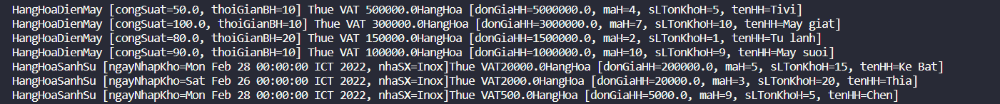 HangHoaDienMay [congSuat=50.0, thoiGianBH=10] Thue VAT 500000.0HangHoa [donGiaHH=5000000.0, maH=4, sLTonKhoH=5, tenHH=Tivi]
HangHoaDienMay [congSuat=100.0, thoiGianBH=10] Thue VAT 300000.0HangHoa [donGiaHH=3000000.0, maH=7, sLTonKhoH=10, tenHH=May giat]
HangHoaDienMay [congSuat=80.0, thoiGianBH=20] Thue VAT 150000.0HangHoa [donGiaHH=1500000.0, maH=2, sLTonKhoH=1, tenHH=Tu lanh]
HangHoaDienMay [congSuat=90.0, thoiGianBH=10] Thue VAT 100000.0HangHoa [donGiaHH=1000000.0, maH=10, sLTonKhoH=9, tenHH=May suoi]
HangHoaSanhSu [ngayNhapKho=Mon Feb 28 00:00:00 ICT 2022, nhaSX=Inox]Thue VAT20000.0HangHoa [donGiaHH=200000.0, maH=5, sLTonKhoH=15, tenHH=Ke Bat]
HangHoaSanhSu [ngayNhapKho=Sat Feb 26 00:00:00 ICT 2022, nhaSX=Inox]Thue VAT2000.0HangHoa [donGiaHH=20000.0, maH=3, sLTonKhoH=20, tenHH=Thia]
HangHoaSanhSu [ngayNhapKho=Mon Feb 28 00:00:00 ICT 2022, nhaSX=Inox]Thue VAT500.0HangHoa [donGiaHH=5000.0, maH=9, sLTonKhoH=5, tenHH=Chen]